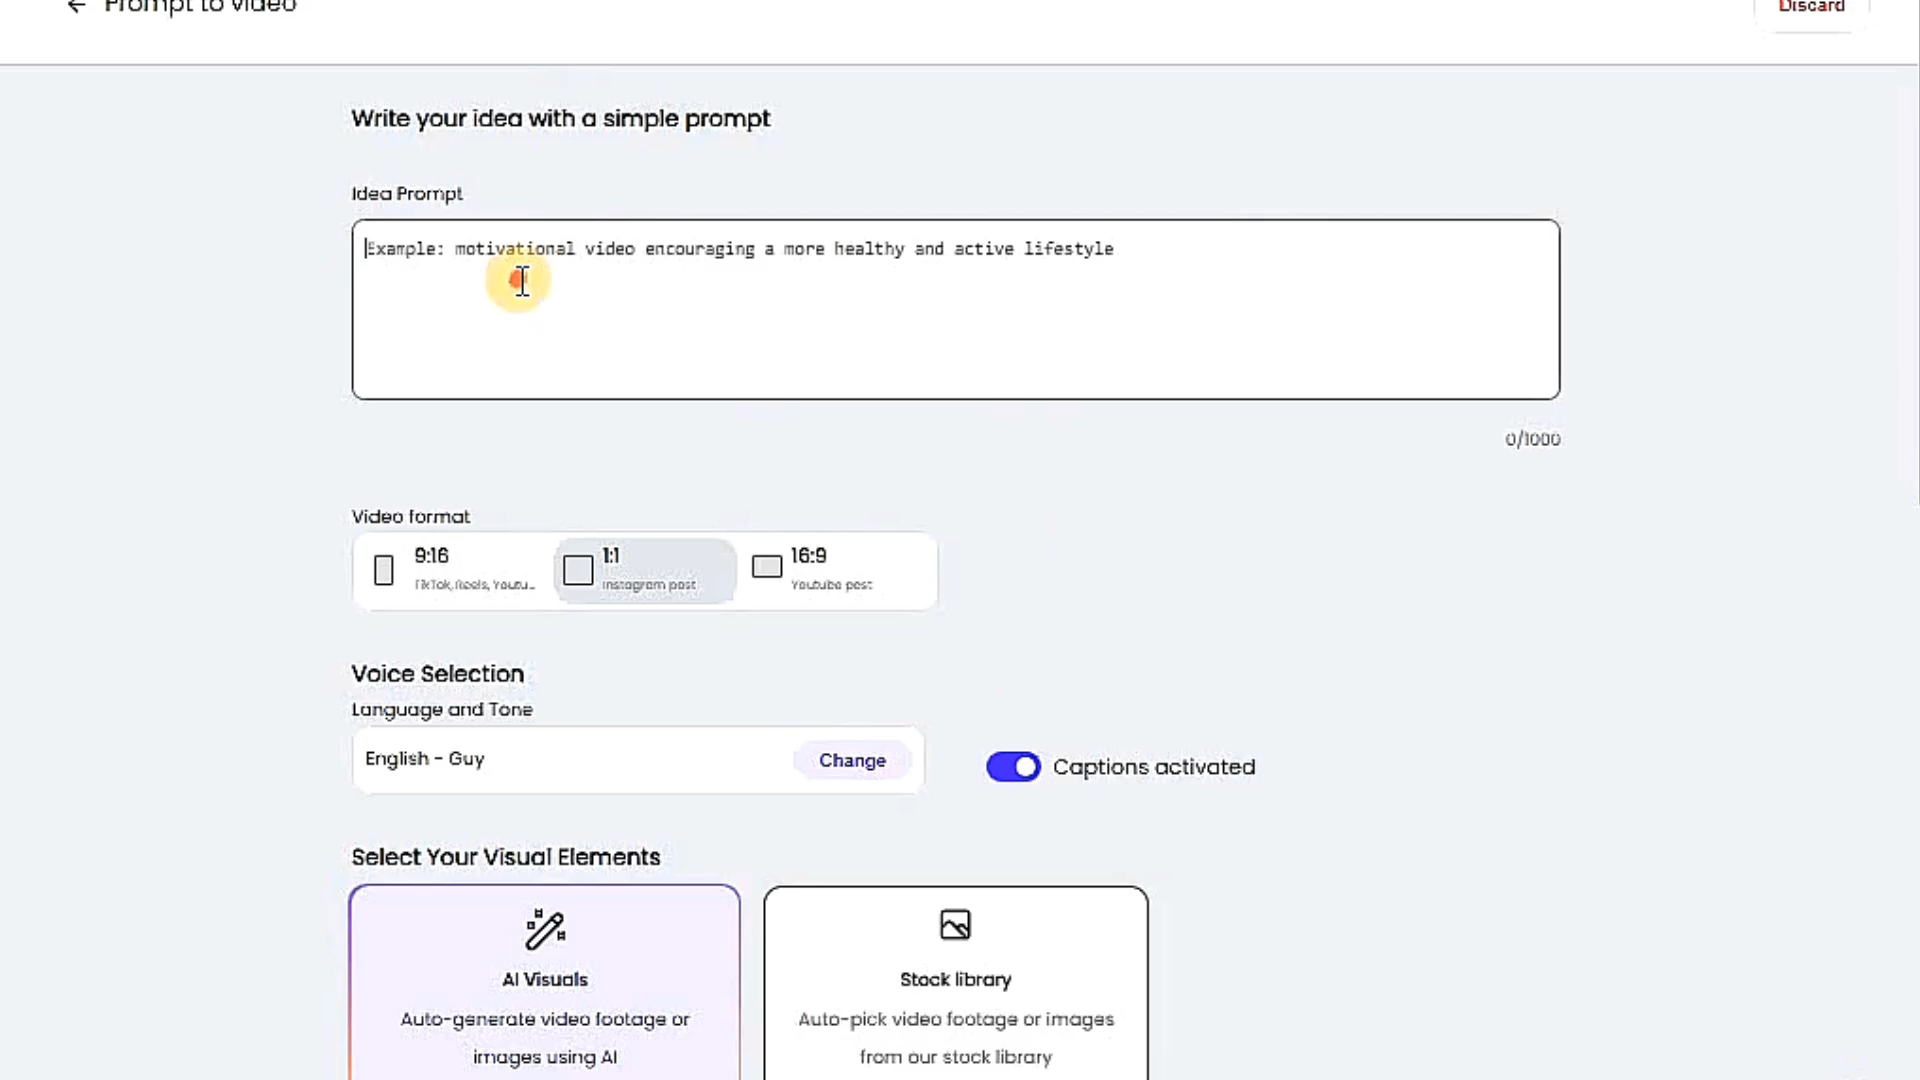 ← Prompt to video
Discard
Write your idea with a simple prompt
Idea Prompt
Example: motivational video encouraging a more healthy and active lifestyle
0/1000
Video format
9:16
TikTok, Reels, Youtu...
1:1
Instagram post
16:9
Youtube post
Voice Selection
Language and Tone
English - Guy
Change
Captions activated
Select Your Visual Elements
AI Visuals
Auto-generate video footage or
images using AI
Stock library
Auto-pick video footage or images
from our stock library